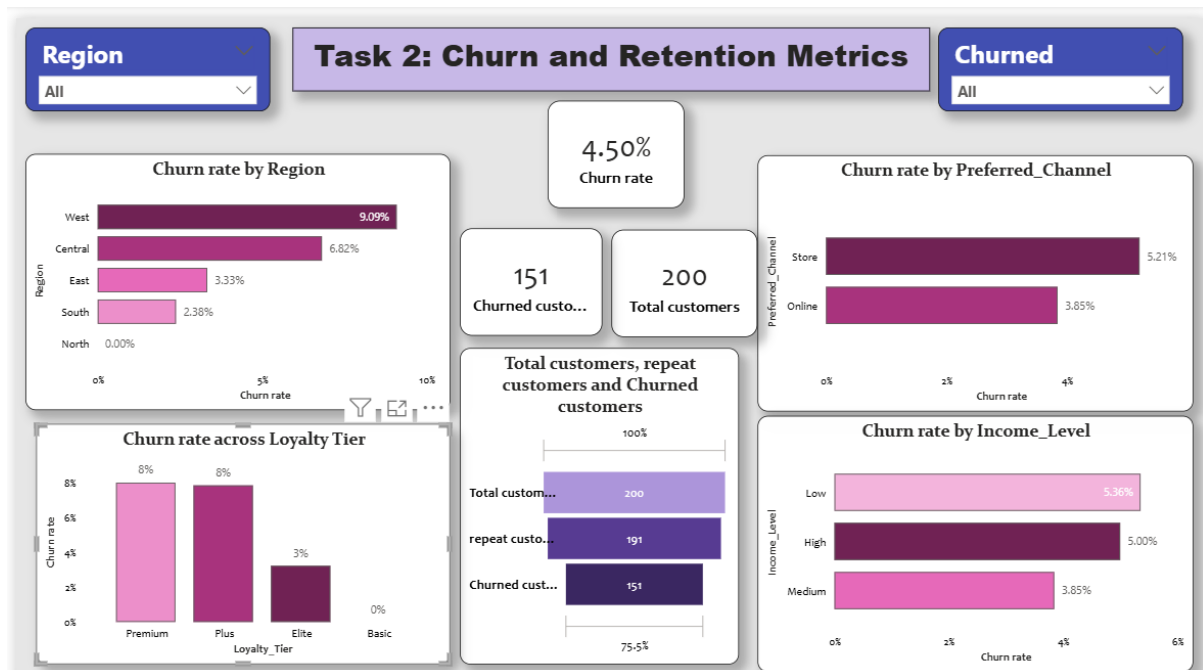 Region
All
Task 2: Churn and Retention Metrics
Churned
All
4.50%
Churn rate
151
Churned custo...
200
Total customers
Churn rate by Region
Region
West
9.09%
Central
6.82%
East
3.33%
South
2.38%
North
0.00%
0%
5%
10%
Churn rate
Churn rate by Preferred_Channel
Preferred_Channel
Store
5.21%
Online
3.85%
0%
2%
4%
Churn rate
Churn rate across Loyalty Tier
Churn rate
8%
6%
4%
2%
0%
8%
8%
3%
0%
Premium
Plus
Elite
Basic
Loyalty_Tier
Total customers, repeat
customers and Churned
customers
100%
Total custom...
200
repeat custo...
191
Churned cust...
151
75.5%
Churn rate by Income_Level
Income_Level
Low
5.36%
High
5.00%
Medium
3.85%
0%
2%
4%
6%
Churn rate